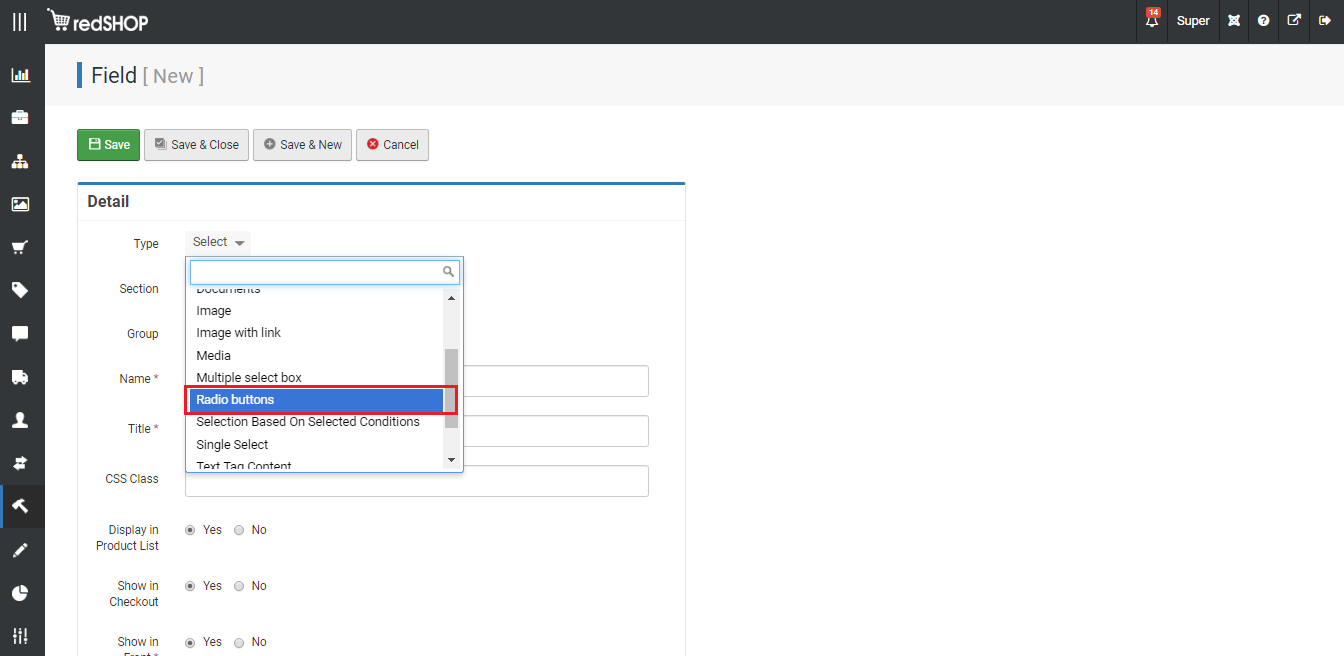 redSHOP
14
Super
Field [ New ]
Save
Save & Close
Save & New
Cancel
Detail
Type
Select
Section
Documents
Image
Group
Image with link
Media
Name *
Multiple select box
Radio buttons
Title *
Selection Based On Selected Conditions
Single Select
Text Tag Content
CSS Class
Display in
Product List
Yes No
Show in
Checkout
Yes No
Show in
Front *
Yes No